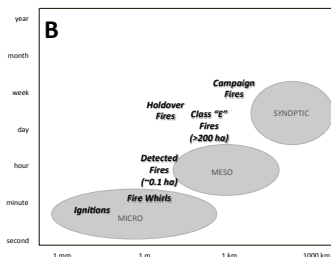 year
B
month
Campaign
Fires
week
Holdover
Fires
Class “E”
Fires
(>200 ha)
SYNOPTIC
day
Detected
Fires
(~0.1 ha)
hour
MESO
Fire Whirls
minute
Ignitions
MICRO
second
1 mm
1 m
1 km
1000 km